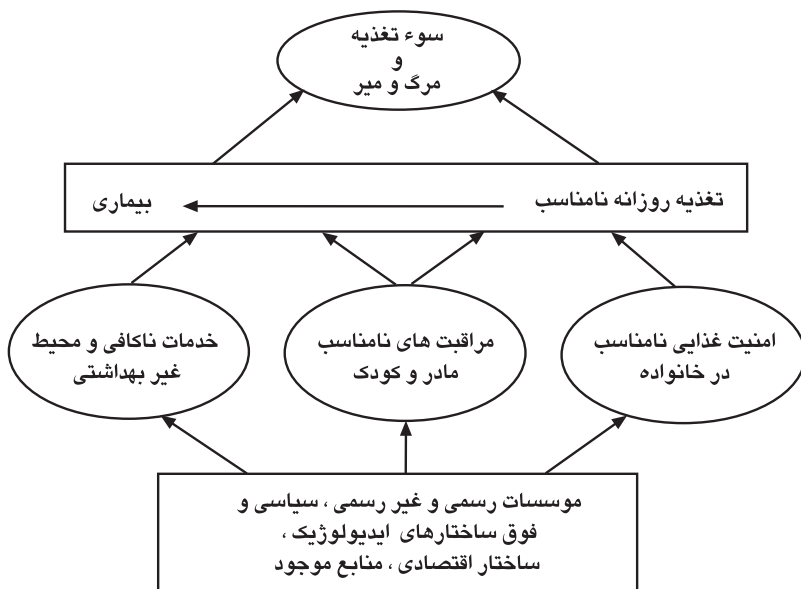 سوء تغذیه
و
مرگ و میر
تغذیه روزانه نامناسب
بیماری
امنیت غذایی نامناسب
در خانواده
مراقبت های نامناسب
مادر و کودک
خدمات ناکافی و محیط
غیر بهداشتی
موسسات رسمی و غیر رسمی ، سیاسی و
فوق ساختارهای ایدیولوژیک ،
ساختار اقتصادی ، منابع موجود